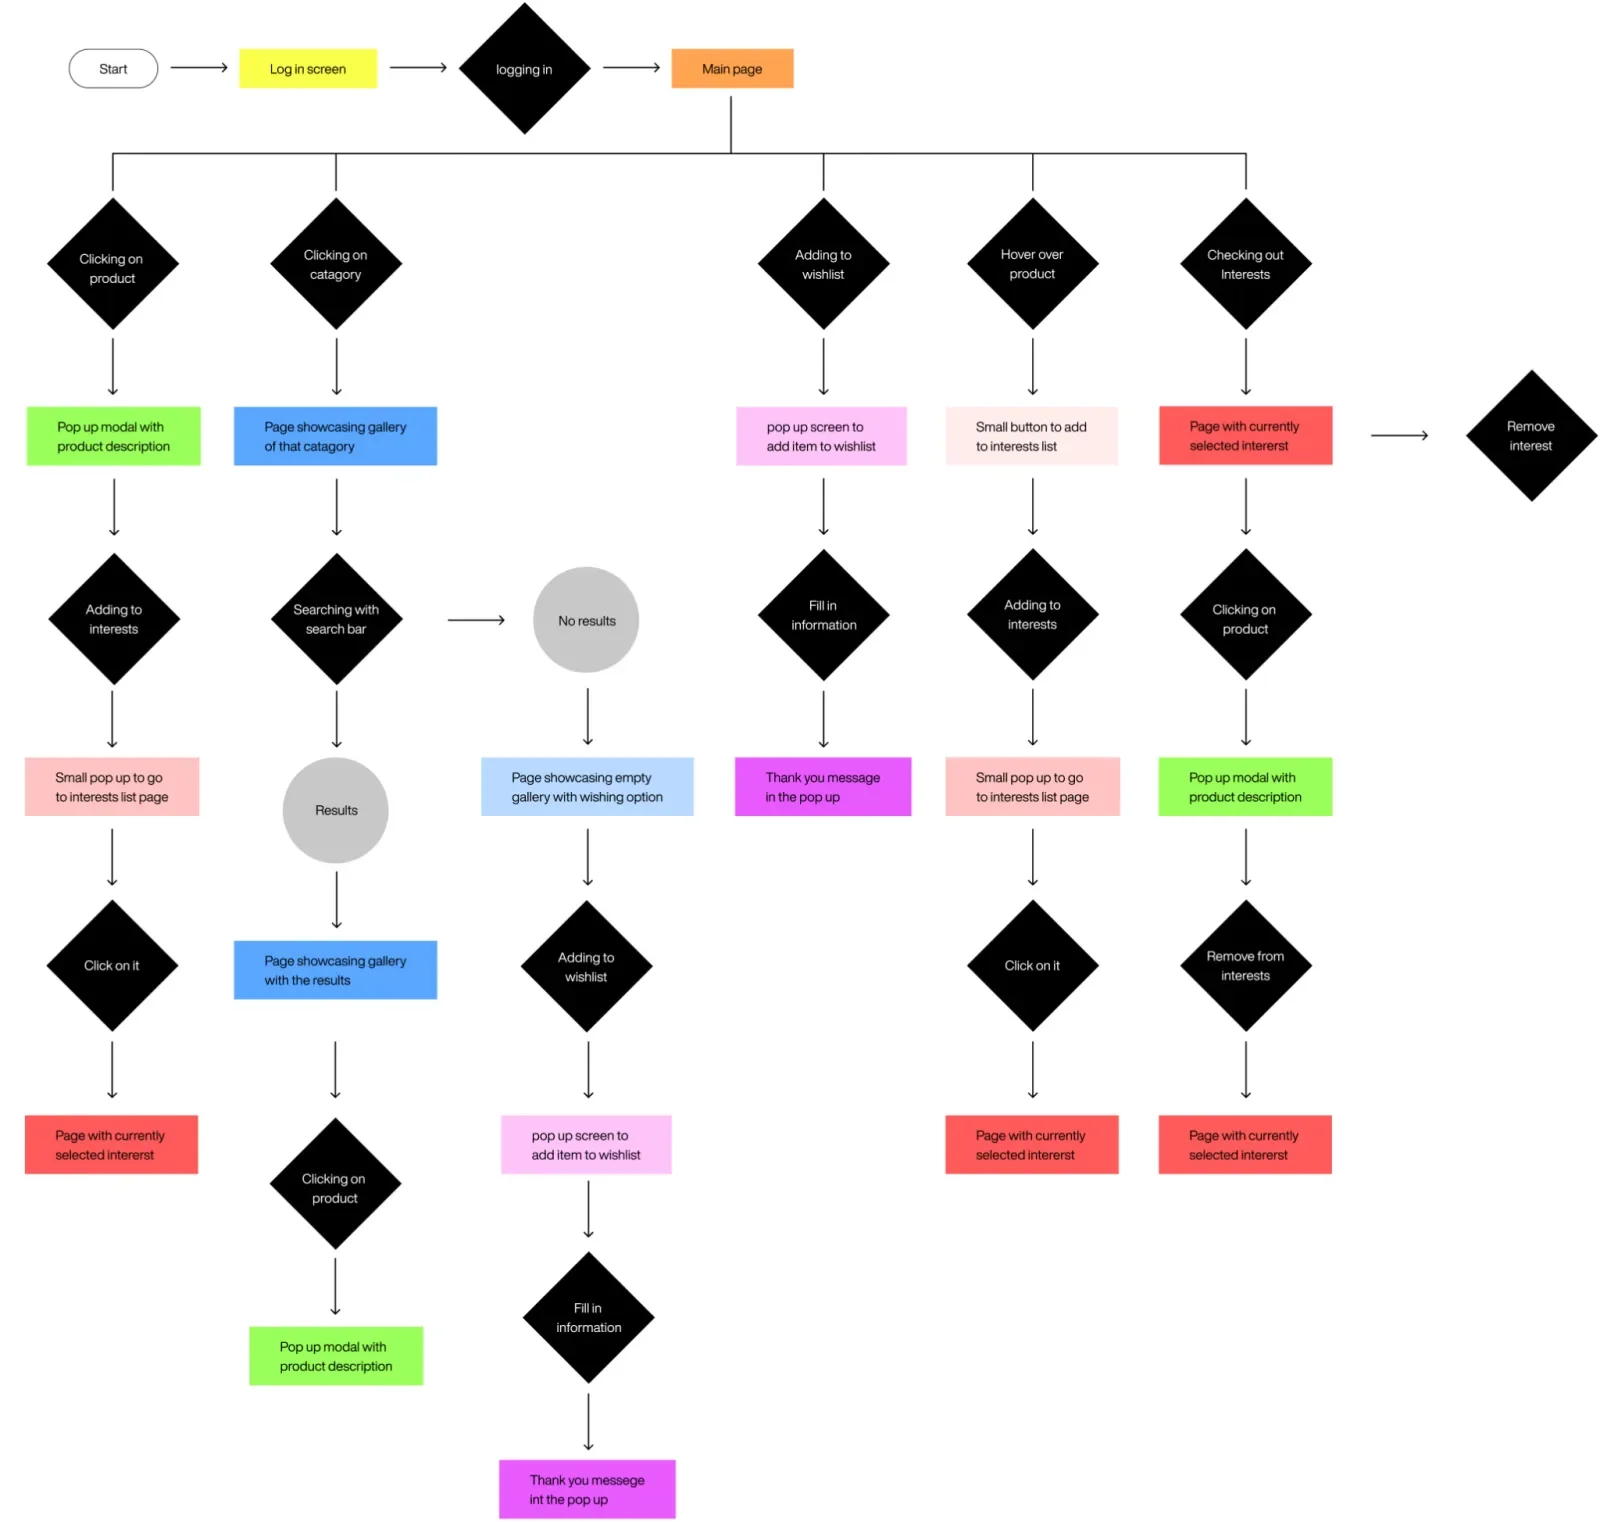 Start
Log in screen
logging in
Main page
Clicking on
product
Clicking on
catagory
Adding to
wishlist
Hover over
product
Checking out
Interests
Pop up modal with
product description
Page showcasing gallery
of that catagory
pop up screen to
add item to wishlist
Small button to add
to interests list
Page with currently
selected intererst
Remove
interest
Adding to
interests
Searching with
search bar
No results
Fill in
information
Adding to
interests
Clicking on
product
Small pop up to go
to interests list page
Results
Page showcasing empty
gallery with wishing option
Thank you message
in the pop up
Small pop up to go
to interests list page
Pop up modal with
product description
Click on it
Page showcasing gallery
with the results
Adding to
wishlist
Click on it
Remove from
interests
Page with currently
selected intererst
Clicking on
product
pop up screen to
add item to wishlist
Page with currently
selected intererst
Page with currently
selected intererst
Pop up modal with
product description
Fill in
information
Thank you messege
int the pop up